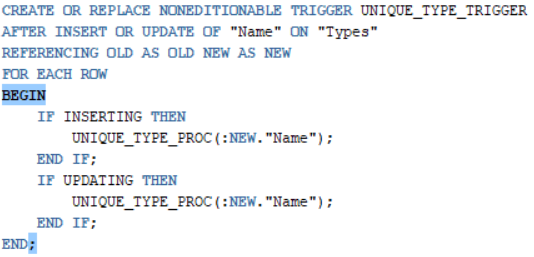 CREATE OR REPLACE NONEDITIONABLE TRIGGER UNIQUE_TYPE_TRIGGER
AFTER INSERT OR UPDATE OF "Name" ON "Types"
REFERENCING OLD AS OLD NEW AS NEW
FOR EACH ROW
BEGIN
    IF INSERTING THEN
        UNIQUE_TYPE_PROC(:NEW."Name");
    END IF;
    IF UPDATING THEN
        UNIQUE_TYPE_PROC(:NEW."Name");
    END IF;
END;